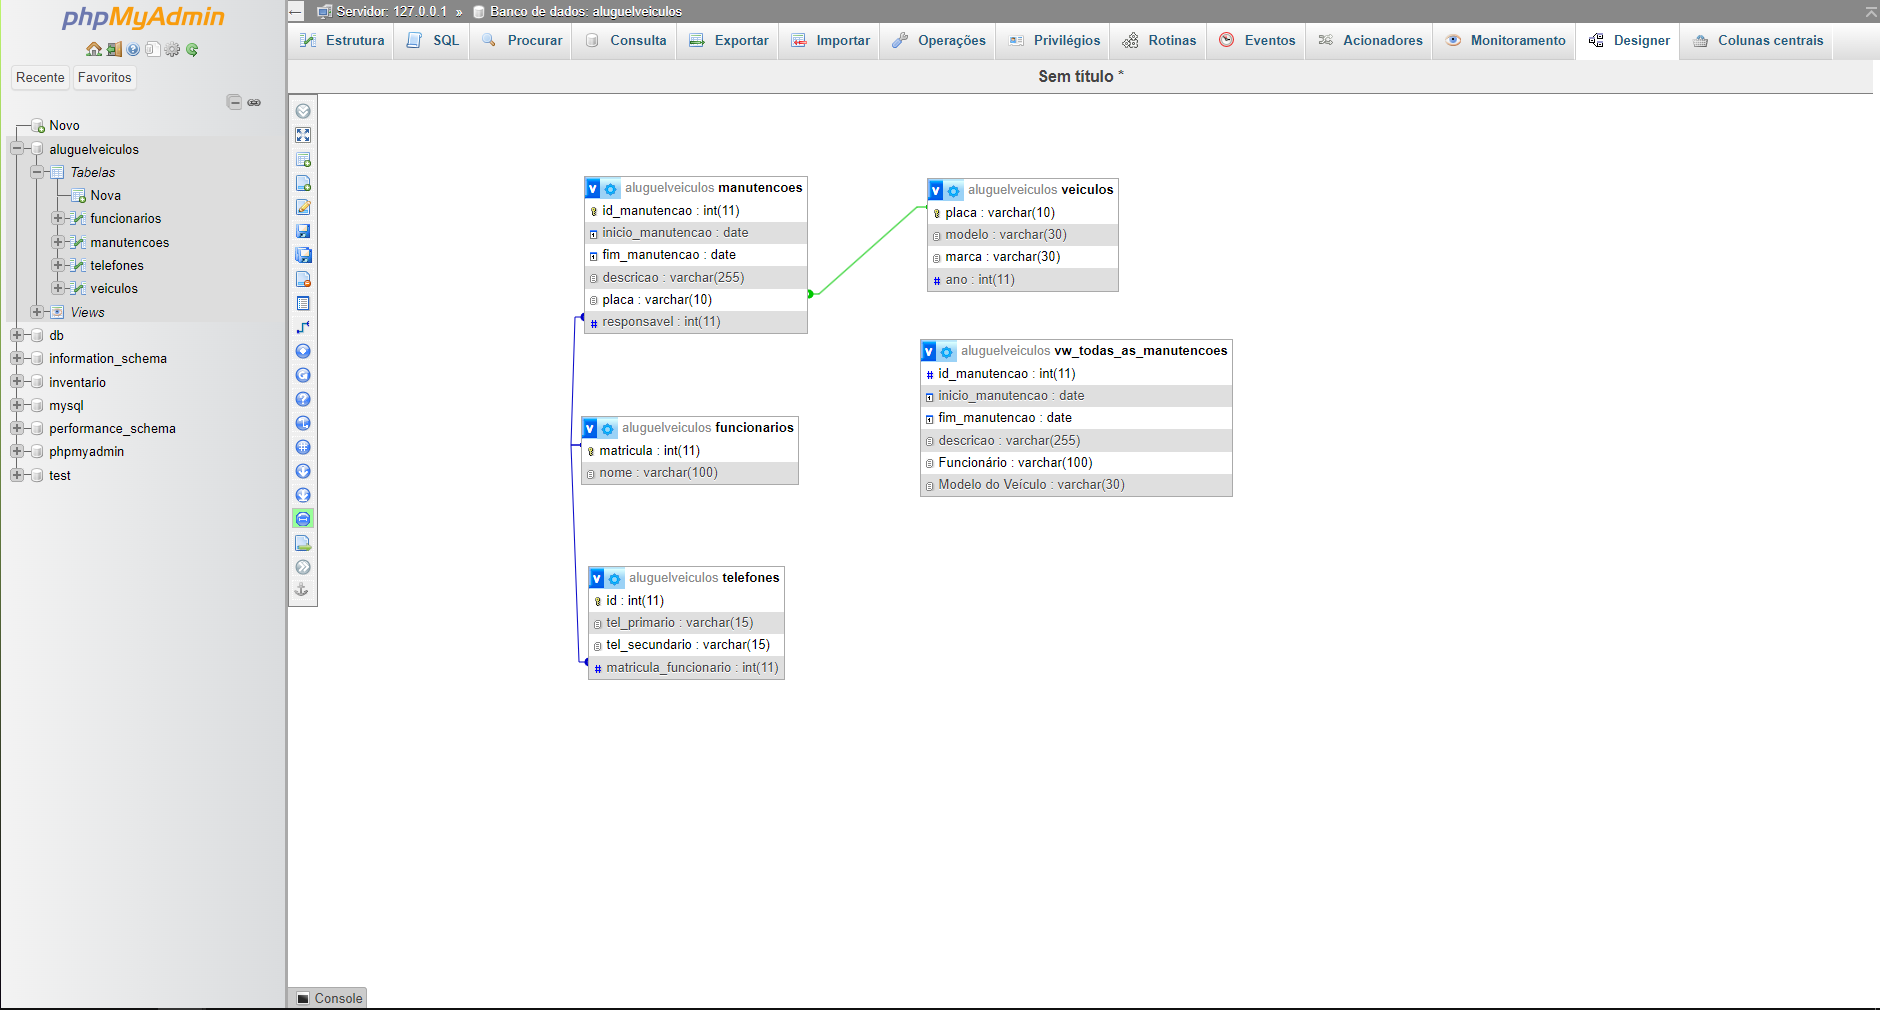 phpMyAdmin
Recente
Favoritos
Novo
aluguelveiculos
Tabelas
Nova
funcionarios
manutencoes
telefones
veiculos
Views
db
information_schema
inventario
mysql
performance_schema
phpmyadmin
test
Servidor: 127.0.0.1 » Banco de dados: aluguelveiculos
Estrutura
SQL
Procurar
Consulta
Exportar
Importar
Operações
Privilégios
Rotinas
Eventos
Acionadores
Monitoramento
Designer
Colunas centrais
Sem título *
v aluguelveiculos manutencoes
id_manutencao : int(11)
inicio_manutencao : date
fim_manutencao : date
descricao : varchar(255)
placa : varchar(10)
# responsavel : int(11)
v aluguelveiculos veiculos
placa : varchar(10)
modelo : varchar(30)
marca : varchar(30)
# ano : int(11)
v aluguelveiculos vw_todas_as_manutencoes
# id_manutencao : int(11)
inicio_manutencao : date
fim_manutencao : date
descricao : varchar(255)
Funcionário : varchar(100)
Modelo do Veículo : varchar(30)
v aluguelveiculos funcionarios
matricula : int(11)
nome : varchar(100)
v aluguelveiculos telefones
id : int(11)
tel_primario : varchar(15)
tel_secundario : varchar(15)
# matricula_funcionario : int(11)
Console